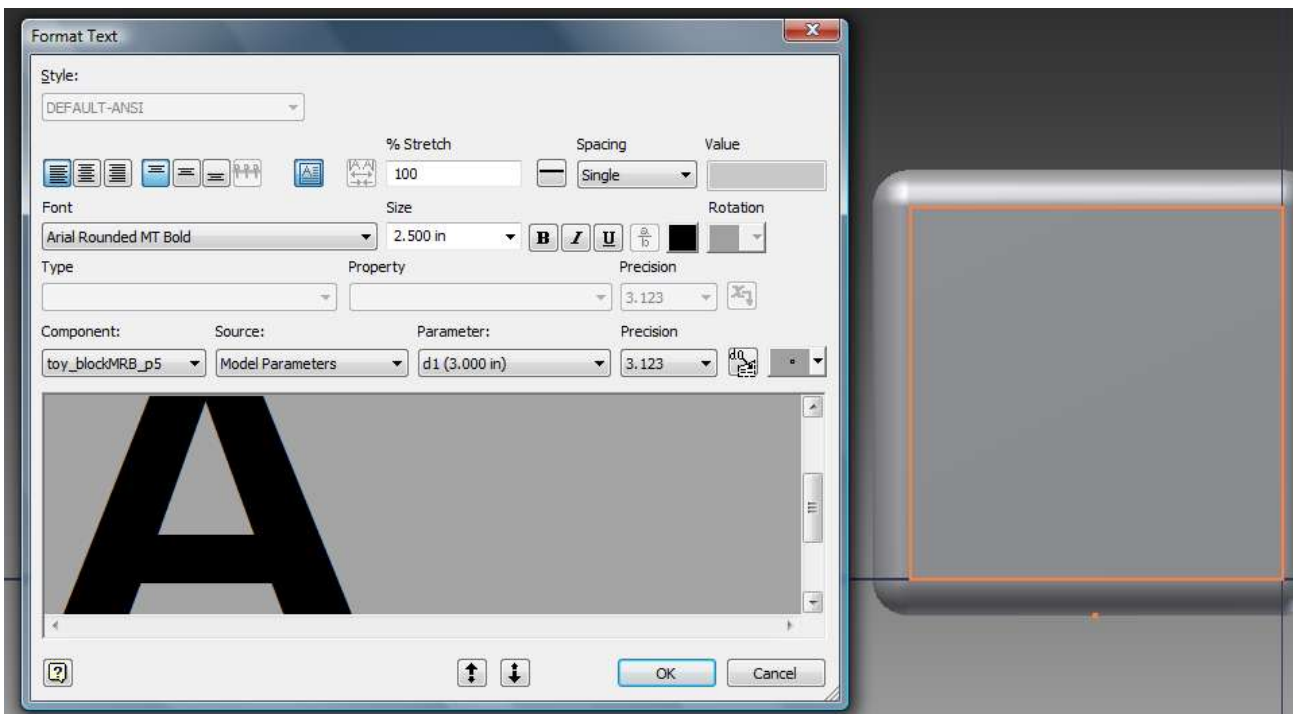 Format Text
Style:
DEFAULT-ANSI
% Stretch Spacing Value
100 Single
Font Size Rotation
Arial Rounded MT Bold 2.500 in B I U a/b
Type Property Precision
3.123
Component: Source: Parameter: Precision
toy_blockMRB_p5 Model Parameters d1 (3.000 in) 3.123
A
OK Cancel